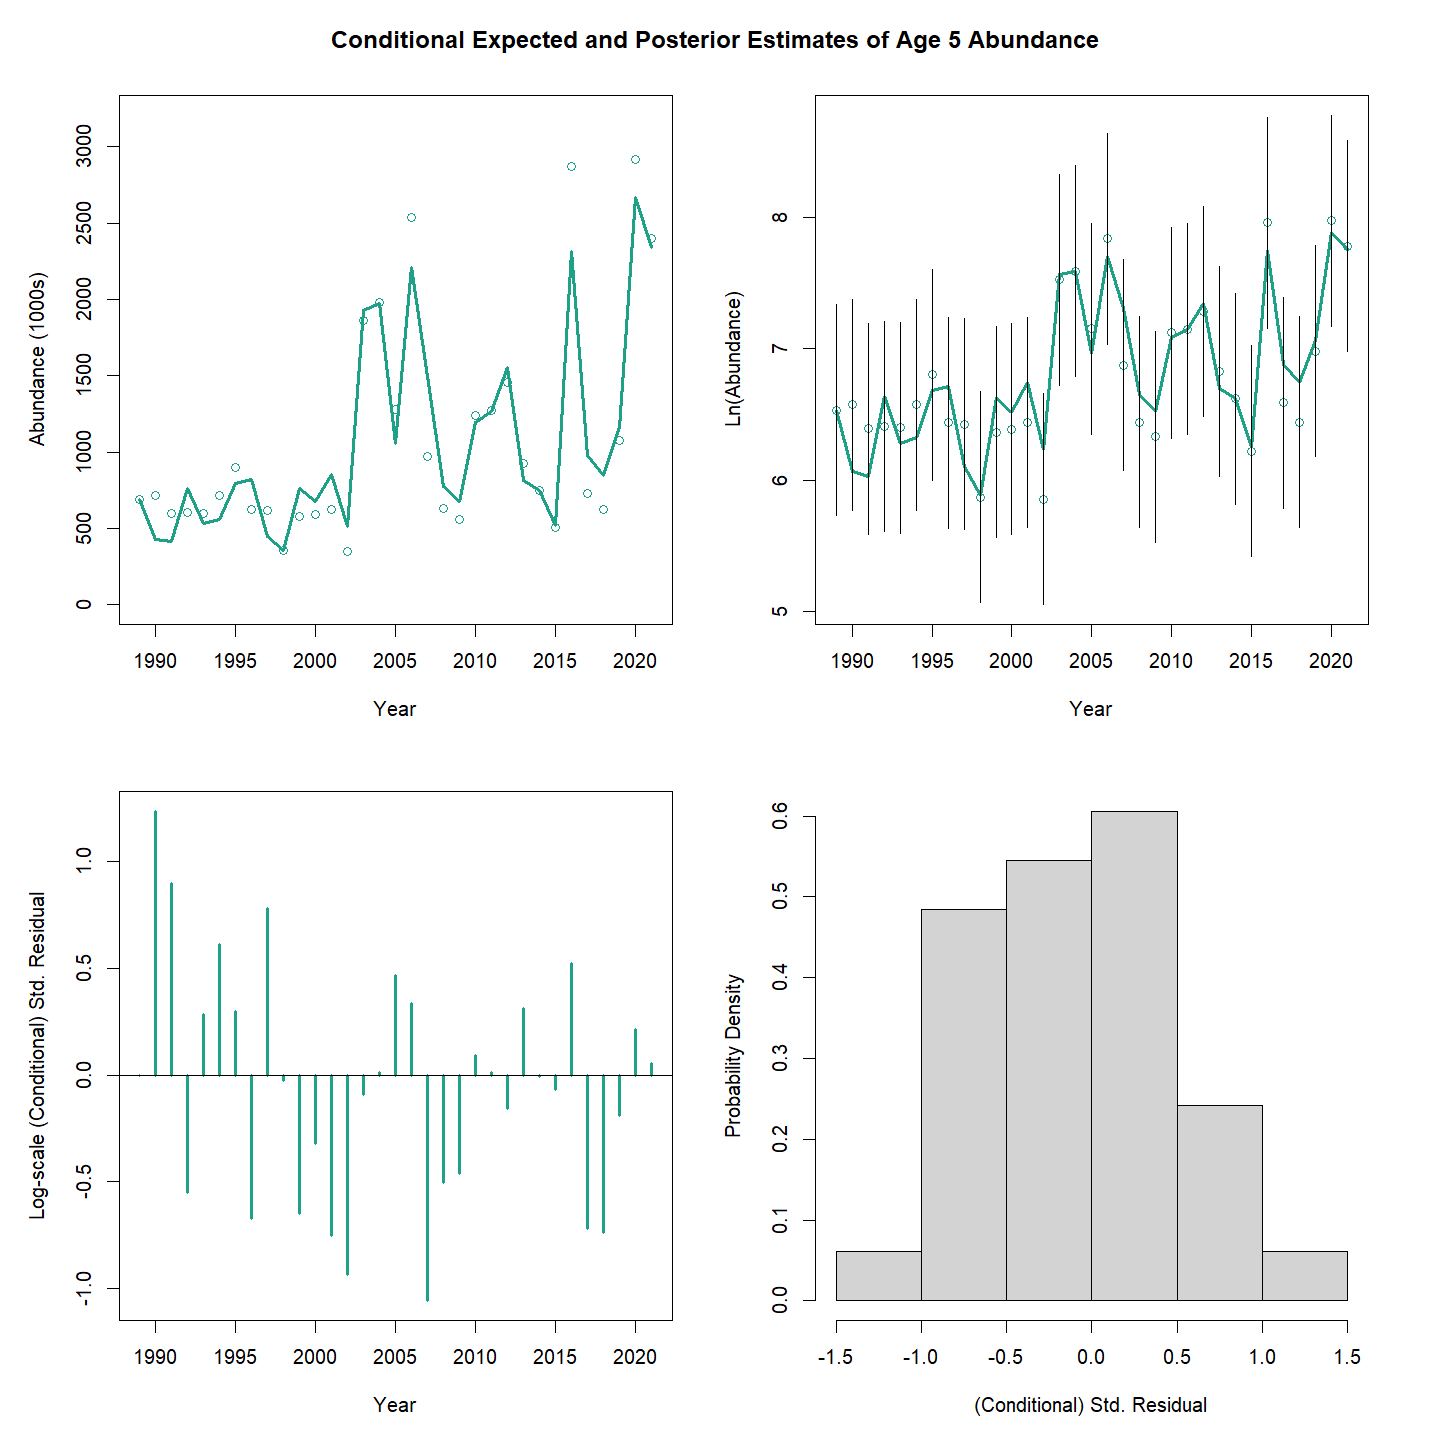 Conditional Expected and Posterior Estimates of Age 5 Abundance
Abundance (1000s)
3000
2500
2000
1500
1000
500
0
1990 1995 2000 2005 2010 2015 2020
Year
Ln(Abundance)
8
7
6
5
1990 1995 2000 2005 2010 2015 2020
Year
Log-scale (Conditional) Std. Residual
1.0
0.5
0.0
-0.5
-1.0
1990 1995 2000 2005 2010 2015 2020
Year
Probability Density
0.6
0.5
0.4
0.3
0.2
0.1
0.0
-1.5 -1.0 -0.5 0.0 0.5 1.0 1.5
(Conditional) Std. Residual